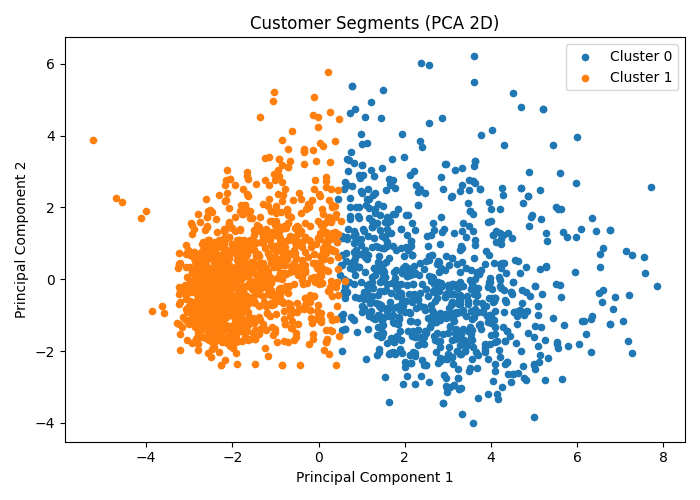 Customer Segments (PCA 2D)
Cluster 0
Cluster 1
Principal Component 2
6
4
2
0
−2
−4
−4 −2 0 2 4 6 8
Principal Component 1